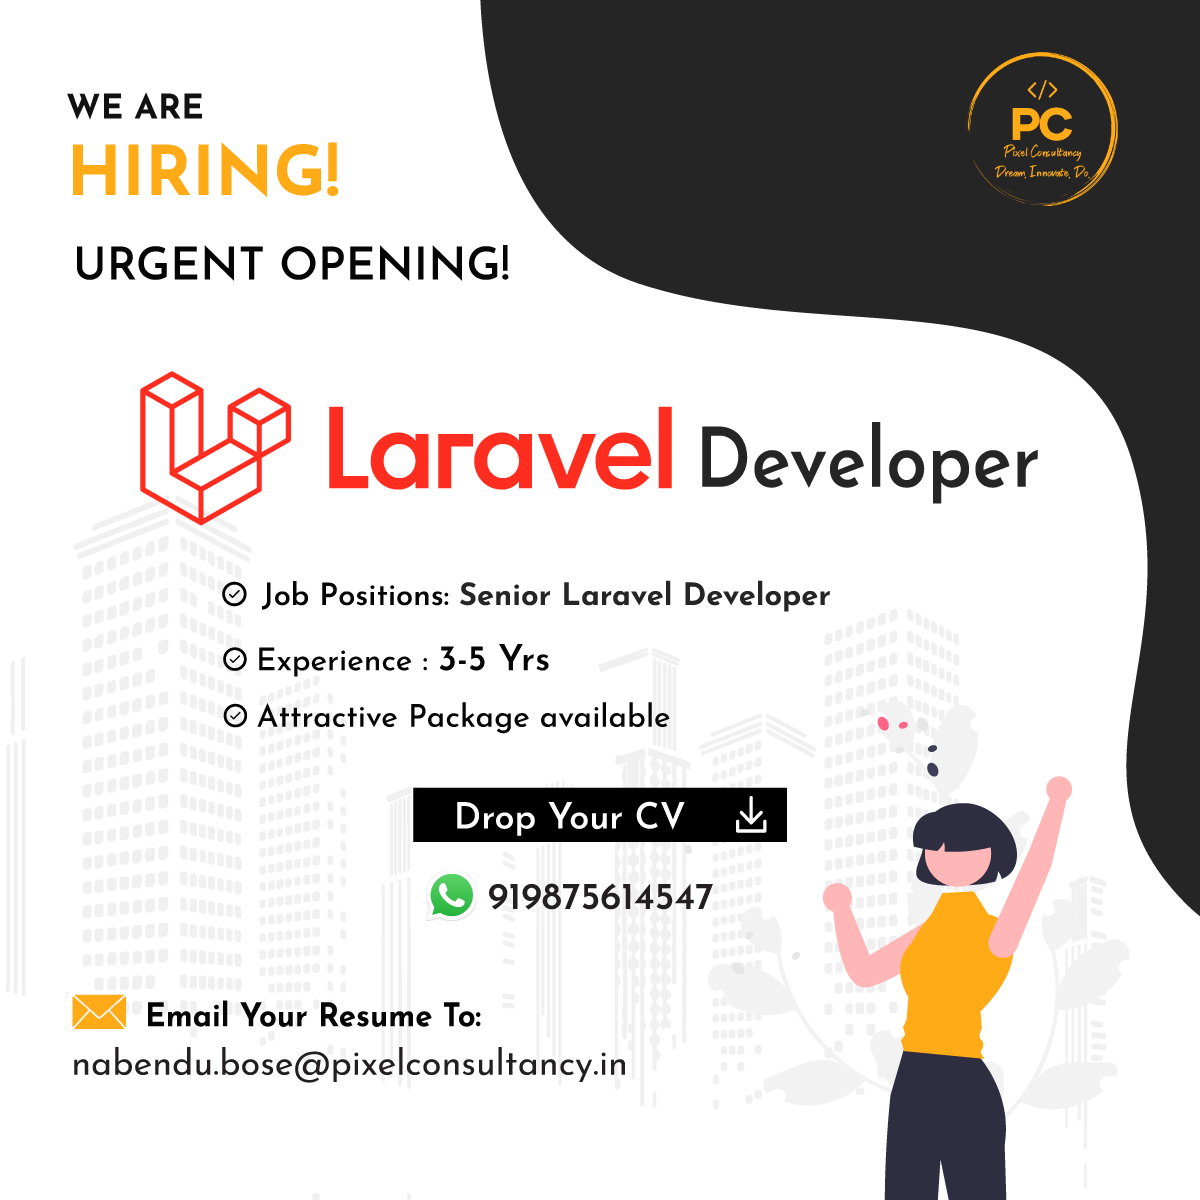 WE ARE
HIRING!
URGENT OPENING!
</>
PC
Pixel Consultancy
Dream. Innovate. Do.
Laravel Developer
Job Positions: Senior Laravel Developer
Experience : 3-5 Yrs
Attractive Package available
Drop Your CV
919875614547
Email Your Resume To:
nabendu.bose@pixelconsultancy.in